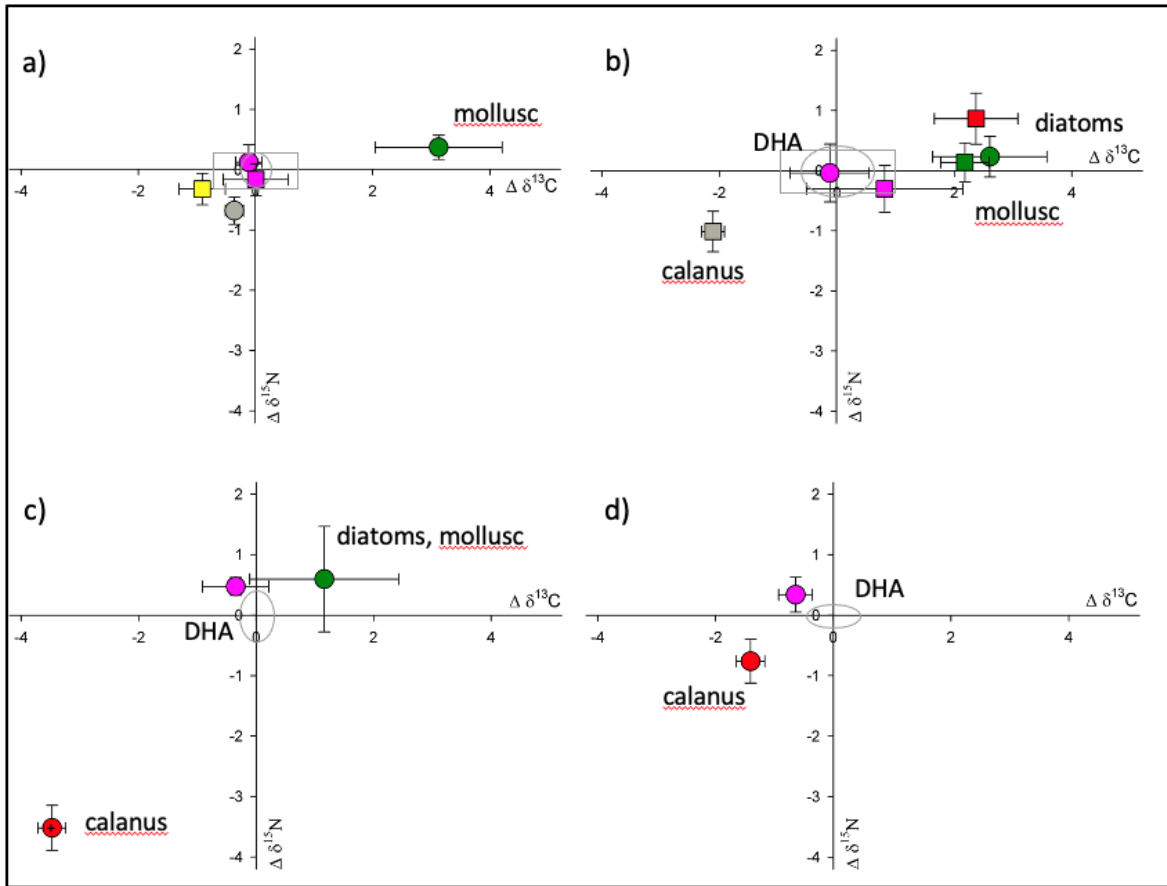 a)
mollusc
2
1
0
-4
-2
0
2
4
Δ δ13C
-1
-2
-3
-4
Δ δ15N
b)
DHA
diatoms
mollusc
calanus
2
1
0
-4
-2
0
2
4
Δ δ13C
-1
-2
-3
-4
Δ δ15N
c)
diatoms, mollusc
DHA
calanus
2
1
0
-4
-2
0
2
4
Δ δ13C
-1
-2
-3
-4
Δ δ15N
d)
DHA
calanus
2
1
0
-4
-2
0
2
4
Δ δ13C
-1
-2
-3
-4
Δ δ15N